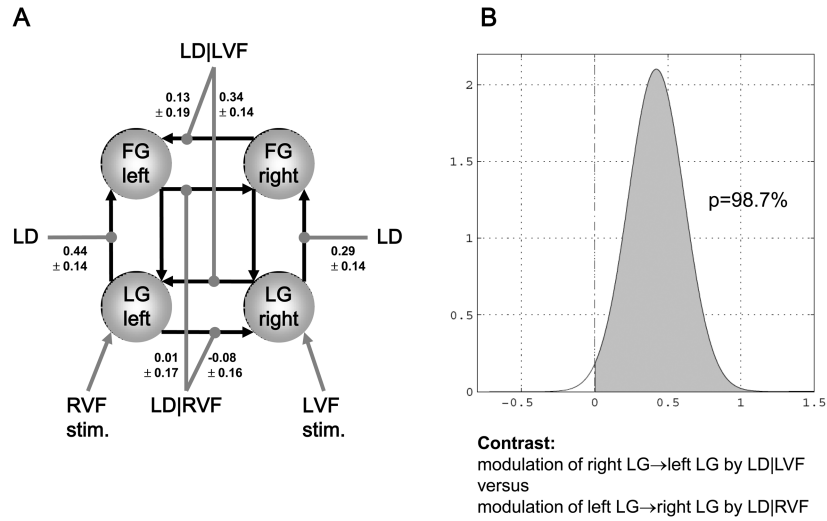 A
LD|LVF
0.13
± 0.19
0.34
± 0.14
FG
left
FG
right
LD
0.44
± 0.14
LD
0.29
± 0.14
LG
left
LG
right
0.01
± 0.17
-0.08
± 0.16
RVF
stim.
LD|RVF
LVF
stim.
B
2
1.5
1
0.5
0
-0.5
0
0.5
1
1.5
p=98.7%
Contrast:
modulation of right LG→left LG by LD|LVF
versus
modulation of left LG→right LG by LD|RVF